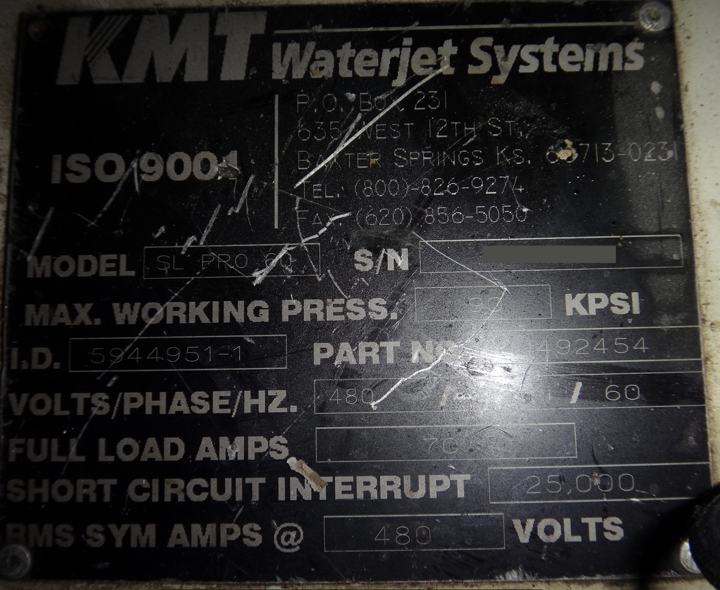 KMT Waterjet Systems
P.O. BOX 231
635 WEST 12TH ST.
ISO 9001
BAXTER SPRINGS KS. 66713-0231
TEL. (800)-826-9274
FAX (620) 856-5050
MODEL SL PRO 60 S/N
MAX. WORKING PRESS. KPSI
I.D. 5944951-1 PART NO. 492454
VOLTS/PHASE/HZ. 480 / / 60
FULL LOAD AMPS
SHORT CIRCUIT INTERRUPT 25,000
RMS SYM AMPS @ 480 VOLTS